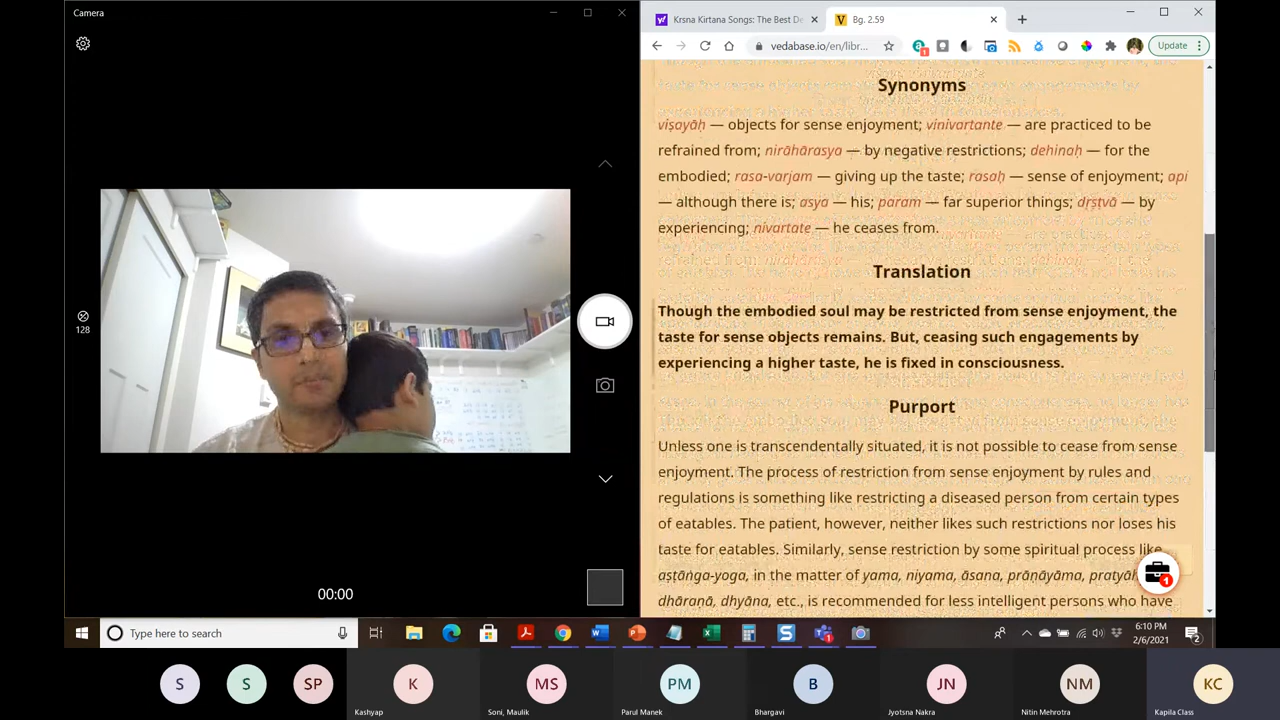 Camera
128
00:00
Krsna Kirtana Songs: The Best De
Bg. 2.59
vedabase.io/en/libr...
Update
Synonyms
viṣayāḥ — objects for sense enjoyment; vinivartante — are practiced to be
refrained from; nirāhārasya — by negative restrictions; dehinaḥ — for the
embodied; rasa-varjam — giving up the taste; rasaḥ — sense of enjoyment; api
— although there is; asya — his; param — far superior things; dṛṣṭvā — by
experiencing; nivartate — he ceases from.
Translation
Though the embodied soul may be restricted from sense enjoyment, the
taste for sense objects remains. But, ceasing such engagements by
experiencing a higher taste, he is fixed in consciousness.
Purport
Unless one is transcendentally situated, it is not possible to cease from sense
enjoyment. The process of restriction from sense enjoyment by rules and
regulations is something like restricting a diseased person from certain types
of eatables. The patient, however, neither likes such restrictions nor loses his
taste for eatables. Similarly, sense restriction by some spiritual process like
aṣṭāṅga-yoga, in the matter of yama, niyama, āsana, prāṇāyāma,
dhāraṇā, dhyāna, etc., is recommended for less intelligent persons who have
1
Type here to search
6:10 PM
2/6/2021
2
S
S
SP
K
MS
PM
B
JN
NM
KC
Kashyap
Soni, Maulik
Parul Manek
Bhargavi
Jyotsna Nakra
Nitin Mehrotra
Kapila Class